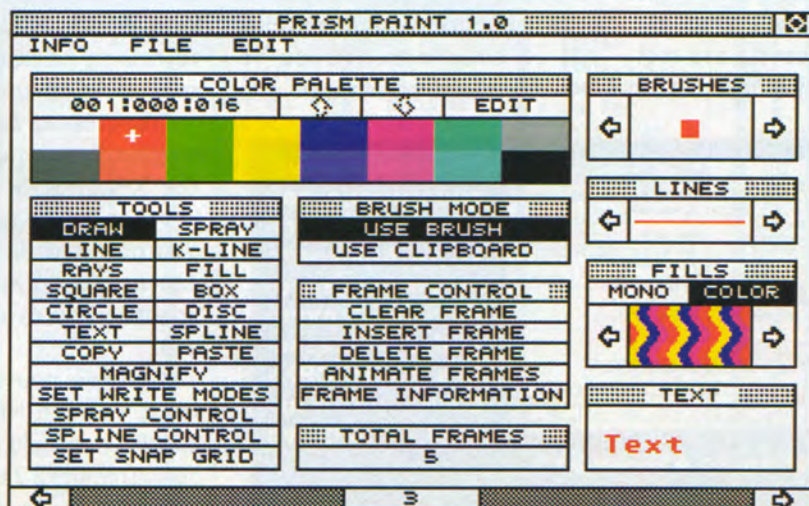 PRISM PAINT 1.0
INFO FILE EDIT
COLOR PALETTE
001:000:016 EDIT
BRUSHES
LINES
TOOLS
DRAW SPRAY
LINE K-LINE
RAYS FILL
SQUARE BOX
CIRCLE DISC
TEXT SPLINE
COPY PASTE
MAGNIFY
SET WRITE MODES
SPRAY CONTROL
SPLINE CONTROL
SET SNAP GRID
BRUSH MODE
USE BRUSH
USE CLIPBOARD
FRAME CONTROL
CLEAR FRAME
INSERT FRAME
DELETE FRAME
ANIMATE FRAMES
FRAME INFORMATION
TOTAL FRAMES
5
FILLS
MONO COLOR
TEXT
Text
3